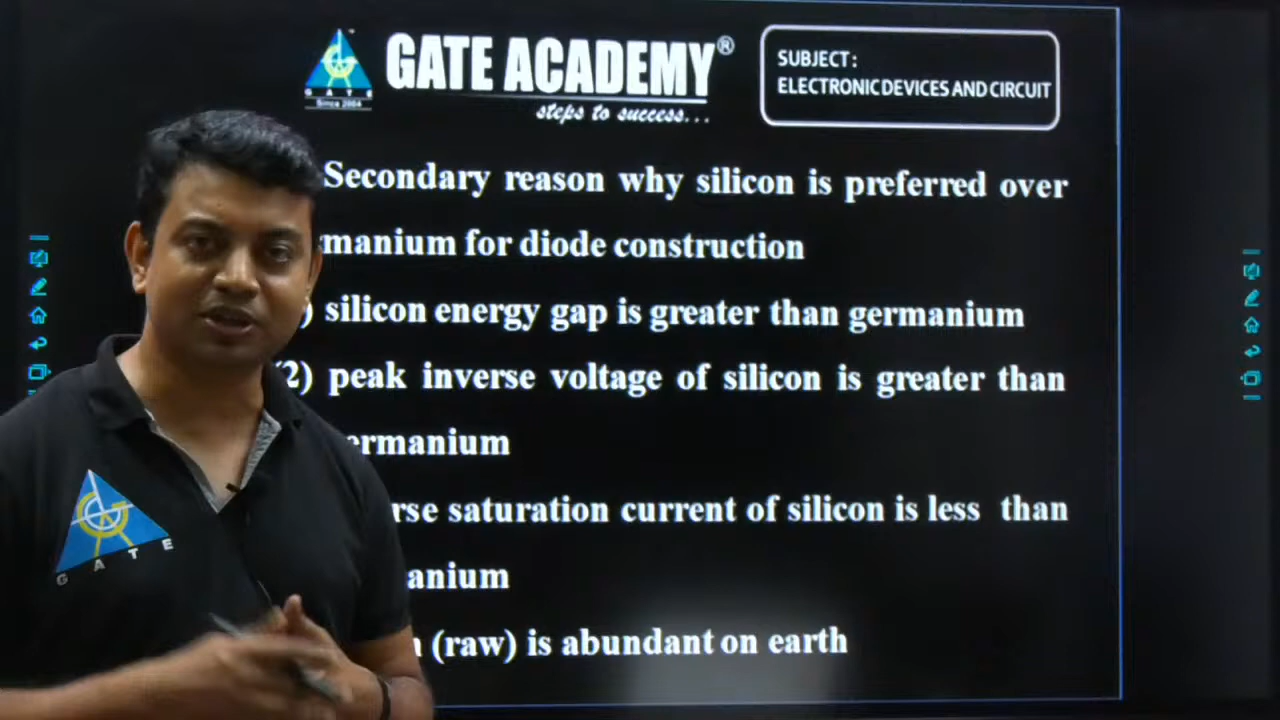 GATE ACADEMY®
steps to success...
GATE
Since 2004
SUBJECT:
ELECTRONIC DEVICES AND CIRCUIT
Secondary reason why silicon is preferred over
manium for diode construction
) silicon energy gap is greater than germanium
(2) peak inverse voltage of silicon is greater than
ermanium
rse saturation current of silicon is less than
anium
(raw) is abundant on earth
GATE